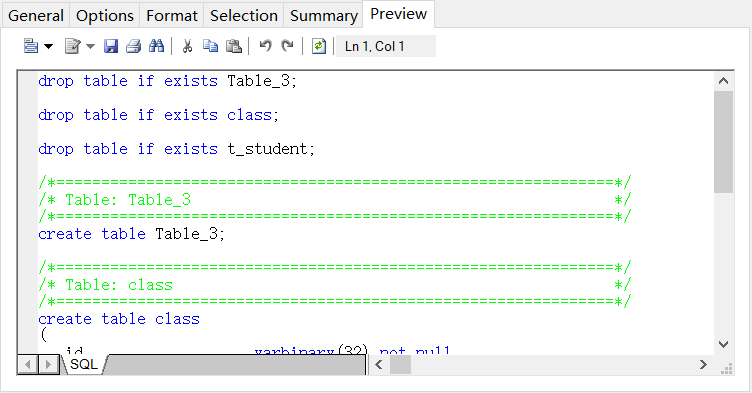 General Options Format Selection Summary Preview
Ln 1, Col 1
drop table if exists Table_3;
drop table if exists class;
drop table if exists t_student;
/*==============================================================*/
/* Table: Table_3                                               */
/*==============================================================*/
create table Table_3;
/*==============================================================*/
/* Table: class                                                 */
/*==============================================================*/
create table class
(
id varbinary(32) not null
SQL